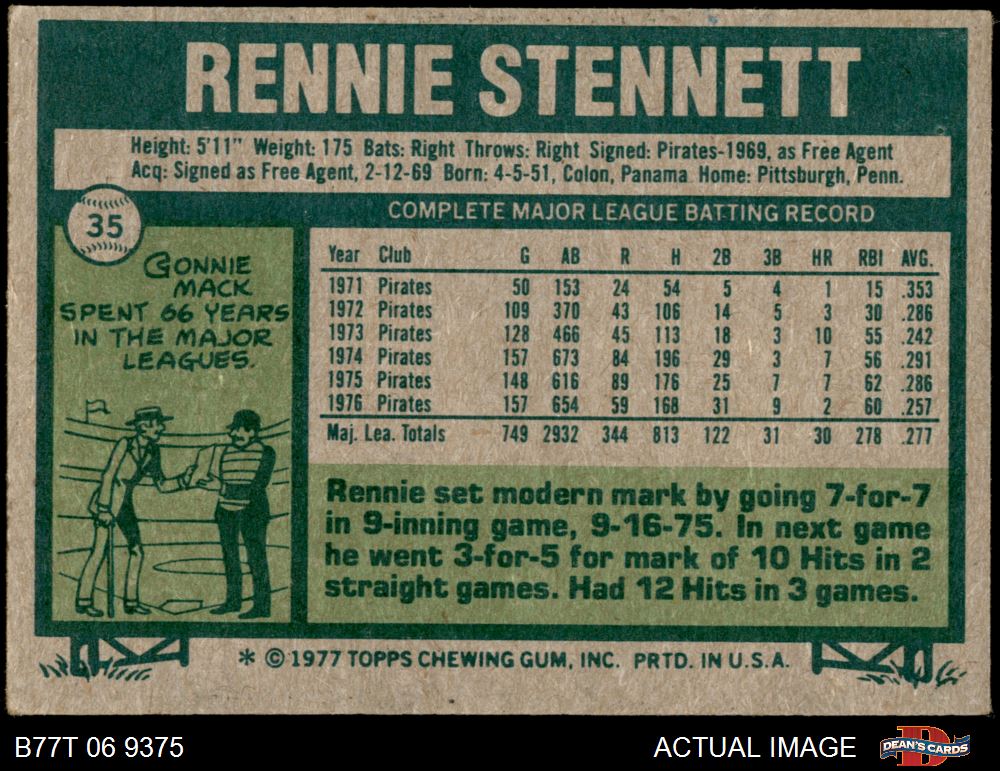 RENNIE STENNETT
Height: 5'11" Weight: 175 Bats: Right Throws: Right Signed: Pirates-1969, as Free Agent
Acq: Signed as Free Agent, 2-12-69 Born: 4-5-51, Colon, Panama Home: Pittsburgh, Penn.
35
CONNIE
MACK
SPENT 66 YEARS
IN THE MAJOR
LEAGUES.
COMPLETE MAJOR LEAGUE BATTING RECORD
Year Club G AB R H 2B 3B HR RBI AVG.
1971 Pirates 50 153 24 54 5 4 1 15 .353
1972 Pirates 109 370 43 106 14 5 3 30 .286
1973 Pirates 128 466 45 113 18 3 10 55 .242
1974 Pirates 157 673 84 196 29 3 7 56 .291
1975 Pirates 148 616 89 176 25 7 7 62 .286
1976 Pirates 157 654 59 168 31 9 2 60 .257
Maj. Lea. Totals 749 2932 344 813 122 31 30 278 .277
Rennie set modern mark by going 7-for-7
in 9-inning game, 9-16-75. In next game
he went 3-for-5 for mark of 10 Hits in 2
straight games. Had 12 Hits in 3 games.
* © 1977 TOPPS CHEWING GUM, INC. PRTD. IN U.S.A.
B77T 06 9375
ACTUAL IMAGE
DEAN'S CARDS